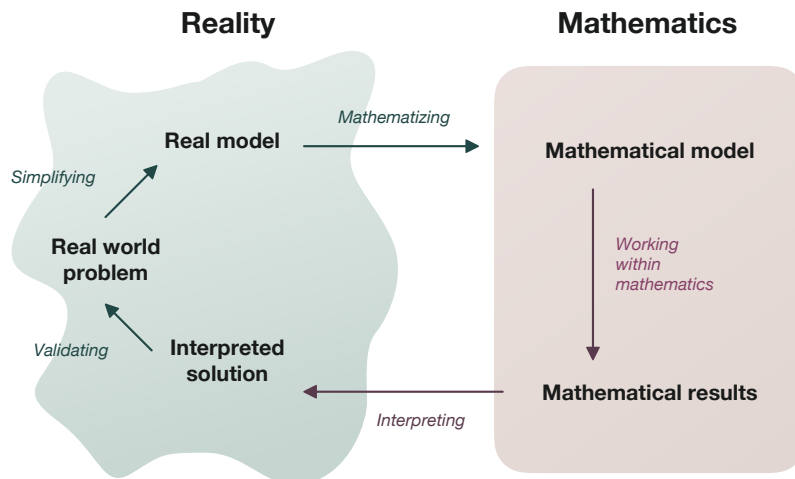 Reality
Mathematics
Real model
Mathematizing
Mathematical model
Simplifying
Real world
problem
Working
within
mathematics
Validating
Interpreted
solution
Mathematical results
Interpreting